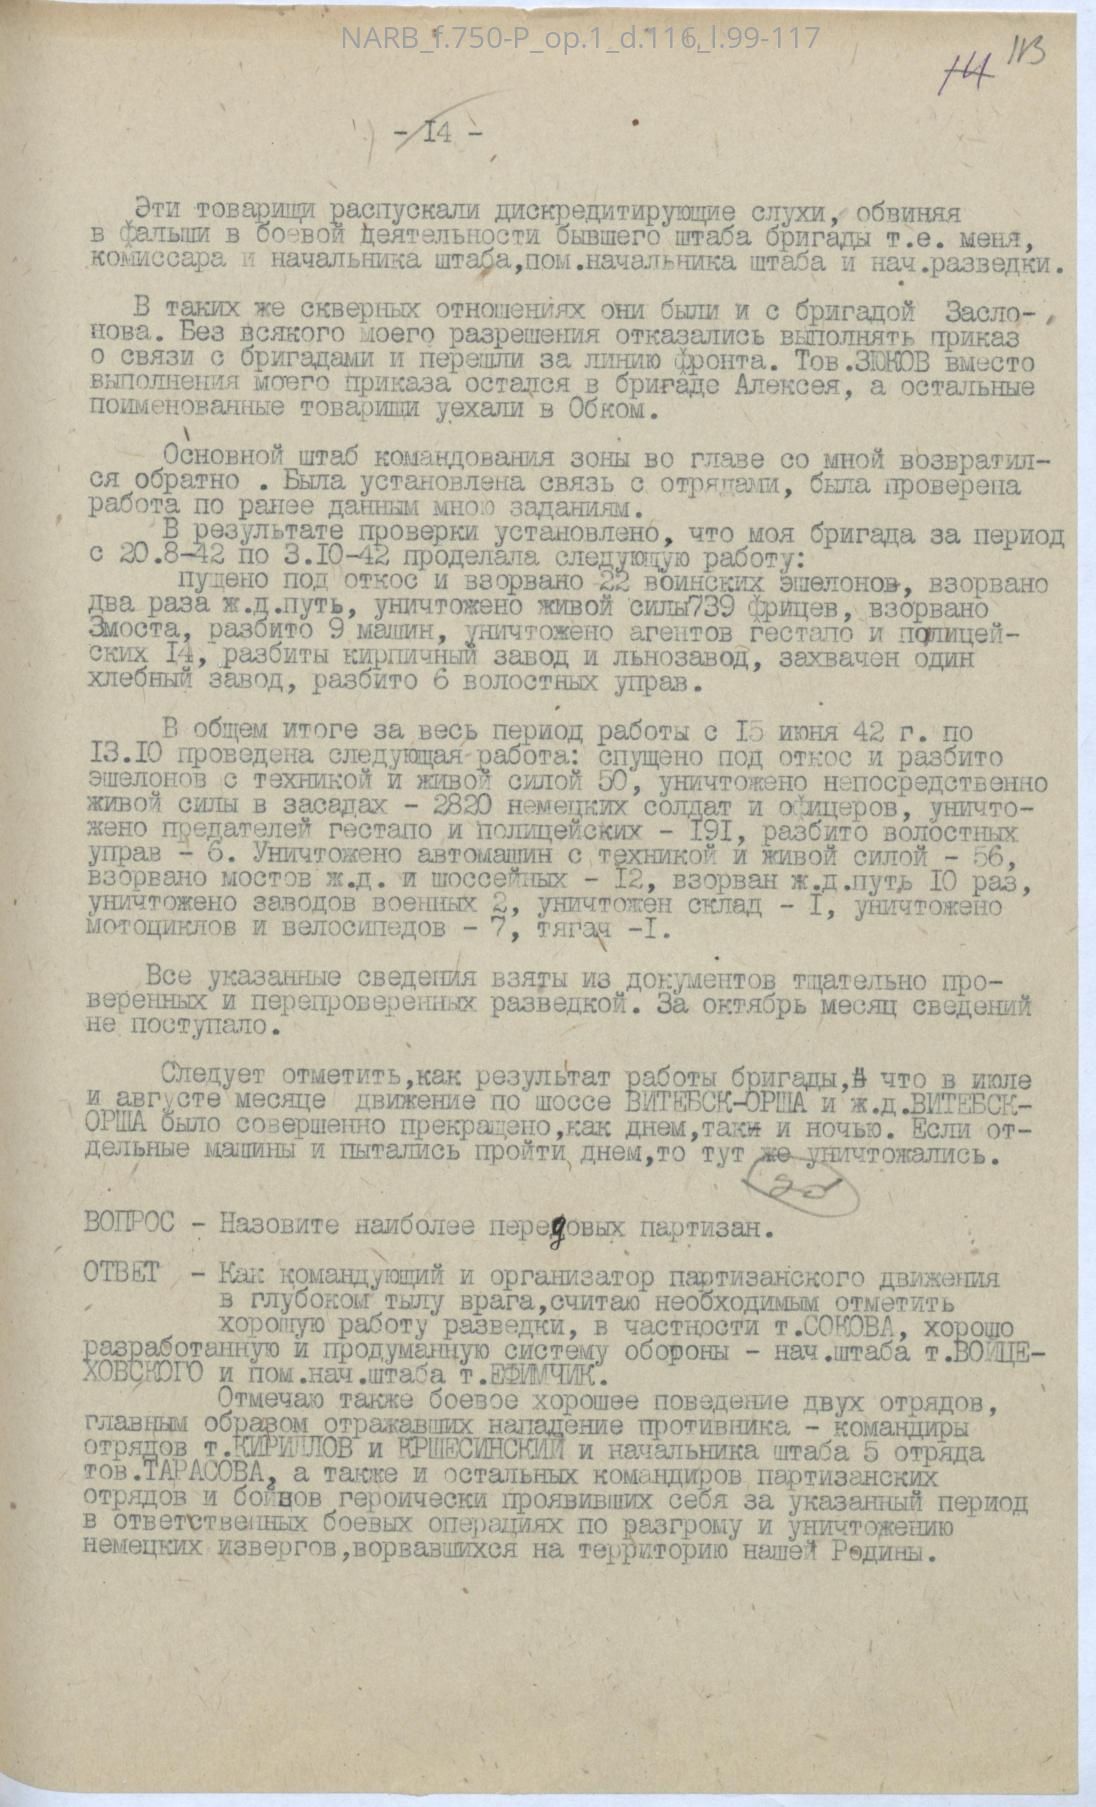 NARB_f.750-P_op.1_d.116_l.99-117
14 113
- 14 -
Эти товарищи распускали дискредитирующие слухи, обвиняя
в фальши в боевой деятельности бывшего штаба бригады т.е. меня,
комиссара и начальника штаба,пом.начальника штаба и нач.разведки.
В таких же скверных отношениях они были и с бригадой Засло-
нова. Без всякого моего разрешения отказались выполнять приказ
о связи с бригадами и перешли за линию фронта. Тов.ЗЮКОВ вместо
выполнения моего приказа остался в бригаде Алексея, а остальные
поименованные товарищи уехали в Обком.
Основной штаб командования зоны во главе со мной возвратил-
ся обратно . Была установлена связь с отрядами, была проверена
работа по ранее данным мною заданиям.
В результате проверки установлено, что моя бригада за период
с 20.8-42 по 3.10-42 проделала следующую работу:
пущено под откос и взорвано 22 воинских эшелонов, взорвано
два раза ж.д.путь, уничтожено живой силы739 фрицев, взорвано
3моста, разбито 9 машин, уничтожено агентов гестапо и полицей-
ских 14, разбиты кирпичный завод и льнозавод, захвачен один
хлебный завод, разбито 6 волостных управ.
В общем итоге за весь период работы с 15 июня 42 г. по
13.10 проведена следующая работа: спущено под откос и разбито
эшелонов с техникой и живой силой 50, уничтожено непосредственно
живой силы в засадах - 2820 немецких солдат и офицеров, уничто-
жено предателей гестапо и полицейских - 191, разбито волостных
управ - 6. Уничтожено автомашин с техникой и живой силой - 56,
взорвано мостов ж.д. и шоссейных - 12, взорван ж.д.путь 10 раз,
уничтожено заводов военных 2, уничтожен склад - 1, уничтожено
мотоциклов и велосипедов - 7, тягач -1.
Все указанные сведения взяты из документов тщательно про-
веренных и перепроверенных разведкой. За октябрь месяц сведений
не поступало.
Следует отметить,как результат работы бригады, что в июле
и августе месяце движение по шоссе ВИТЕБСК-ОРША и ж.д.ВИТЕБСК-
ОРША было совершенно прекращено,как днем,так и ночью. Если от-
дельные машины и пытались пройти днем,то тут же уничтожались.
ВОПРОС - Назовите наиболее передовых партизан.
ОТВЕТ - Как командующий и организатор партизанского движения
в глубоком тылу врага,считаю необходимым отметить
хорошую работу разведки, в частности т.СОКОВА, хорошо
разработанную и продуманную систему обороны - нач.штаба т.ВОЙЦЕ-
ХОВСКОГО и пом.нач.штаба т.ЕФИМЧИК.
Отмечаю также боевое хорошее поведение двух отрядов,
главным образом отражавших нападение противника - командиры
отрядов т.КИРИЛЛОВ и КРШЕСИНСКИЙ и начальника штаба 5 отряда
тов.ТАРАСОВА, а также и остальных командиров партизанских
отрядов и бойцов героически проявивших себя за указанный период
в ответственных боевых операциях по разгрому и уничтожению
немецких извергов,ворвавшихся на территорию нашей Родины.